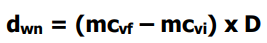 dwn = (mcvf – mcvi) x D